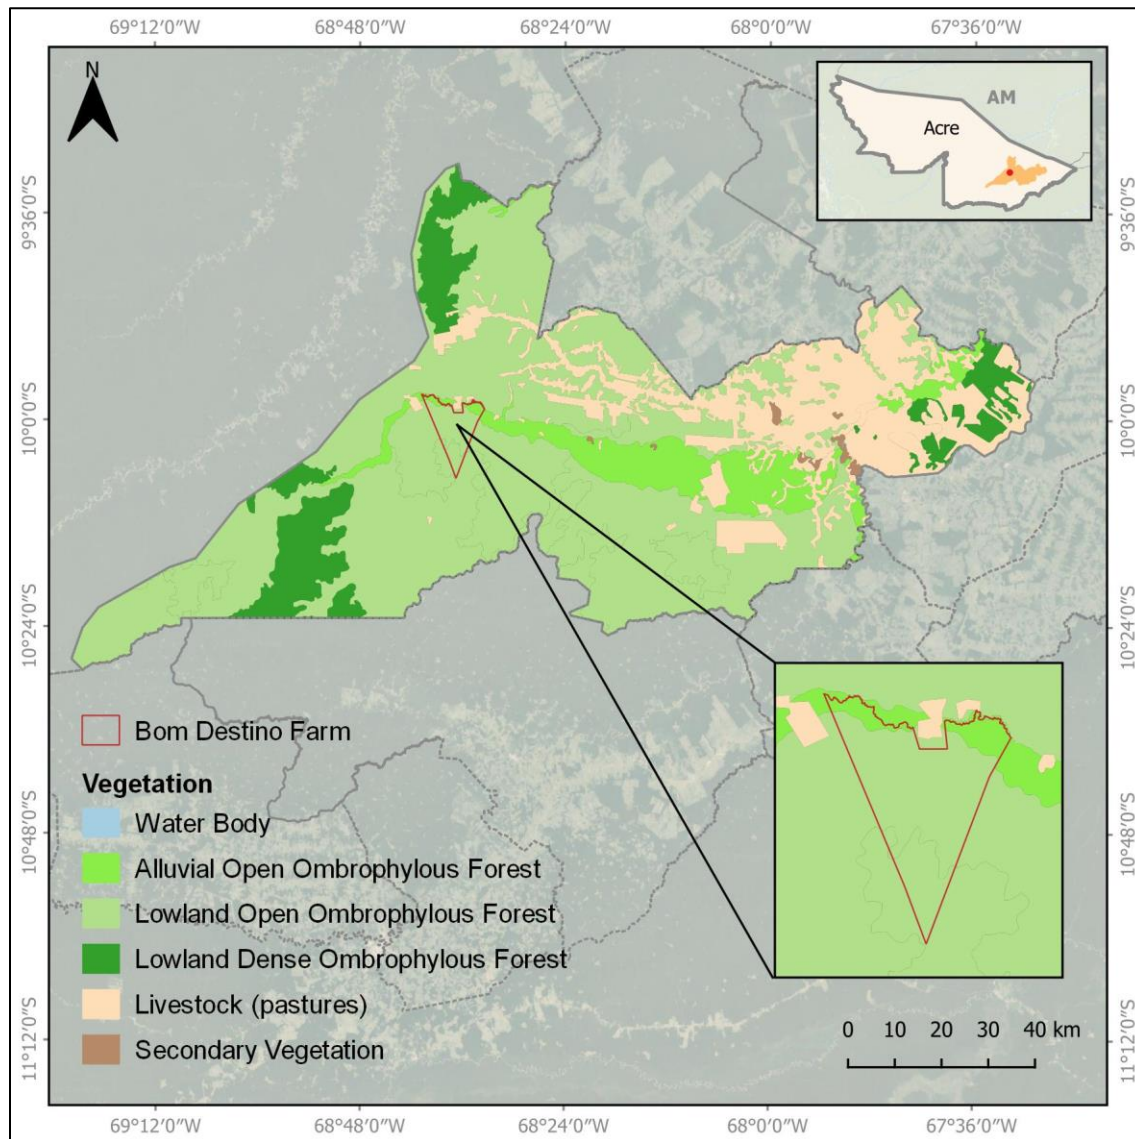 69°12′0″W 68°48′0″W 68°24′0″W 68°0′0″W 67°36′0″W
N
AM
Acre
9°36′0″S 9°36′0″S
10°0′0″S 10°0′0″S
10°24′0″S 10°24′0″S
Bom Destino Farm
Vegetation
Water Body
10°48′0″S 10°48′0″S
Alluvial Open Ombrophylous Forest
Lowland Open Ombrophylous Forest
Lowland Dense Ombrophylous Forest
Livestock (pastures)
Secondary Vegetation
0 10 20 30 40 km
11°12′0″S 11°12′0″S
69°12′0″W 68°48′0″W 68°24′0″W 68°0′0″W 67°36′0″W